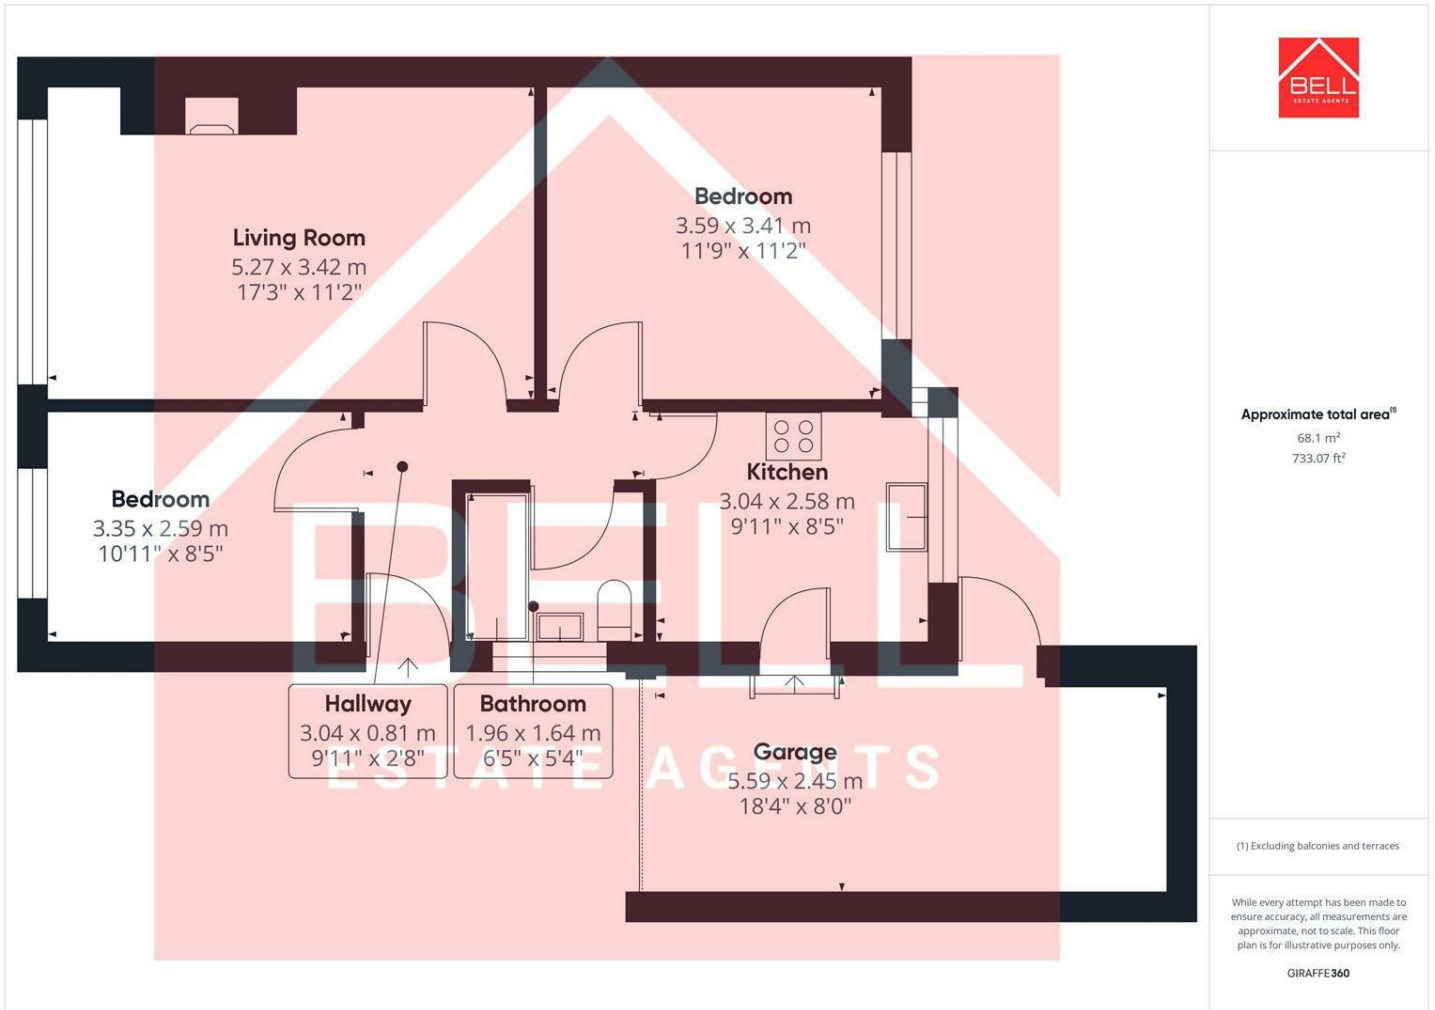 Living Room
5.27 x 3.42 m
17'3" x 11'2"
Bedroom
3.59 x 3.41 m
11'9" x 11'2"
Bedroom
3.35 x 2.59 m
10'11" x 8'5"
Kitchen
3.04 x 2.58 m
9'11" x 8'5"
Hallway
3.04 x 0.81 m
9'11" x 2'8"
Bathroom
1.96 x 1.64 m
6'5" x 5'4"
Garage
5.59 x 2.45 m
18'4" x 8'0"
BELL
ESTATE AGENTS
BELL
ESTATE AGENTS
Approximate total area(1)
68.1 m²
733.07 ft²
(1) Excluding balconies and terraces
While every attempt has been made to
ensure accuracy, all measurements are
approximate, not to scale. This floor
plan is for illustrative purposes only.
GIRAFFE360